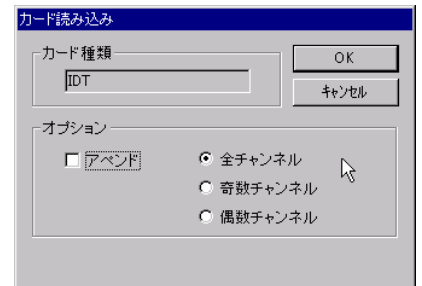 カード読み込み
カード種類
IDT
OK
キャンセル
オプション
アペンド
全チャンネル
奇数チャンネル
偶数チャンネル